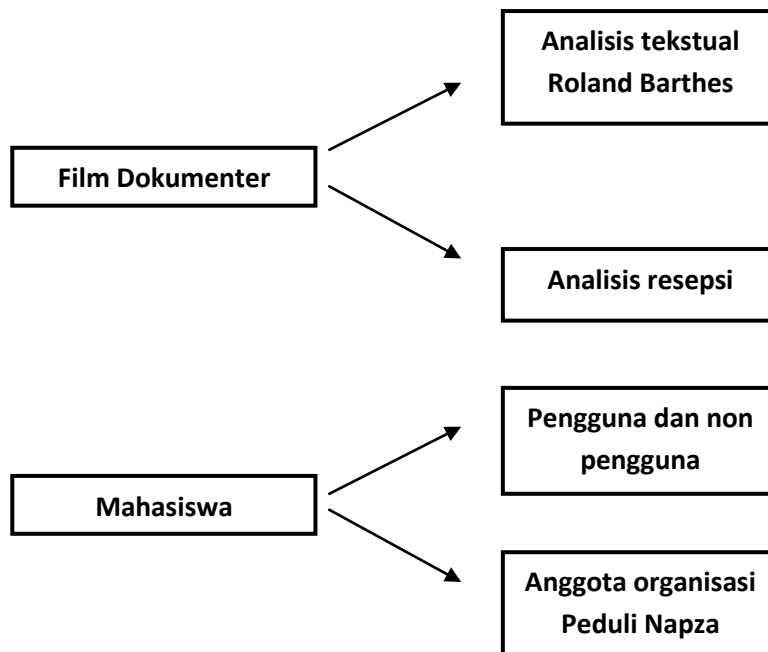 Analisis tekstual
Roland Barthes
Film Dokumenter
Analisis resepsi
Pengguna dan non
pengguna
Mahasiswa
Anggota organisasi
Peduli Napza